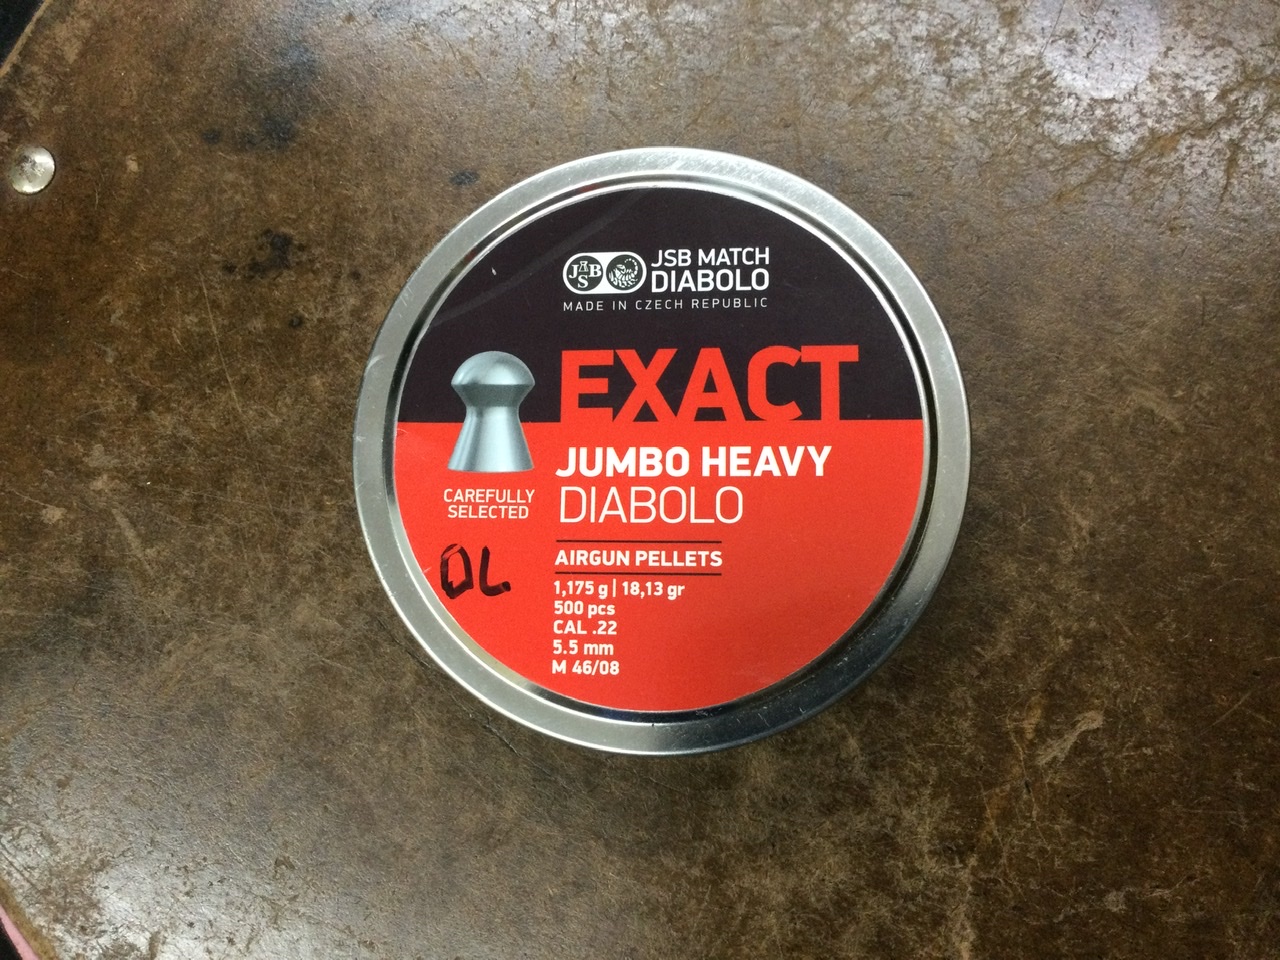 JSB
JSB MATCH
DIABOLO
MADE IN CZECH REPUBLIC
EXACT
JUMBO HEAVY
DIABOLO
CAREFULLY
SELECTED
OL
AIRGUN PELLETS
1,175 g | 18,13 gr
500 pcs
CAL .22
5.5 mm
M 46/08